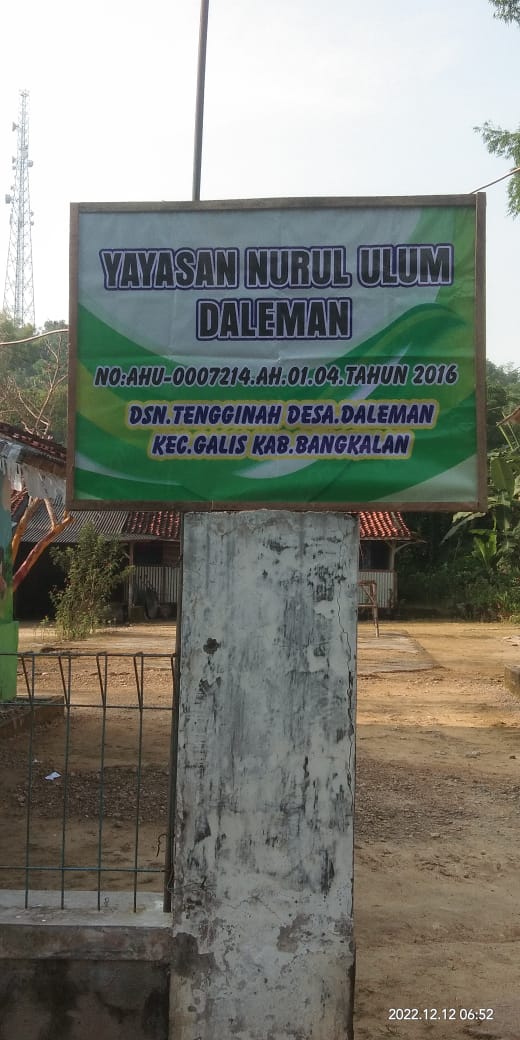 YAYASAN NURUL ULUM
DALEMAN
NO:AHU-0007214.AH.01.04.TAHUN 2016
DSN.TENGGINAH DESA.DALEMAN
KEC.GALIS KAB.BANGKALAN
2022.12.12 06:52